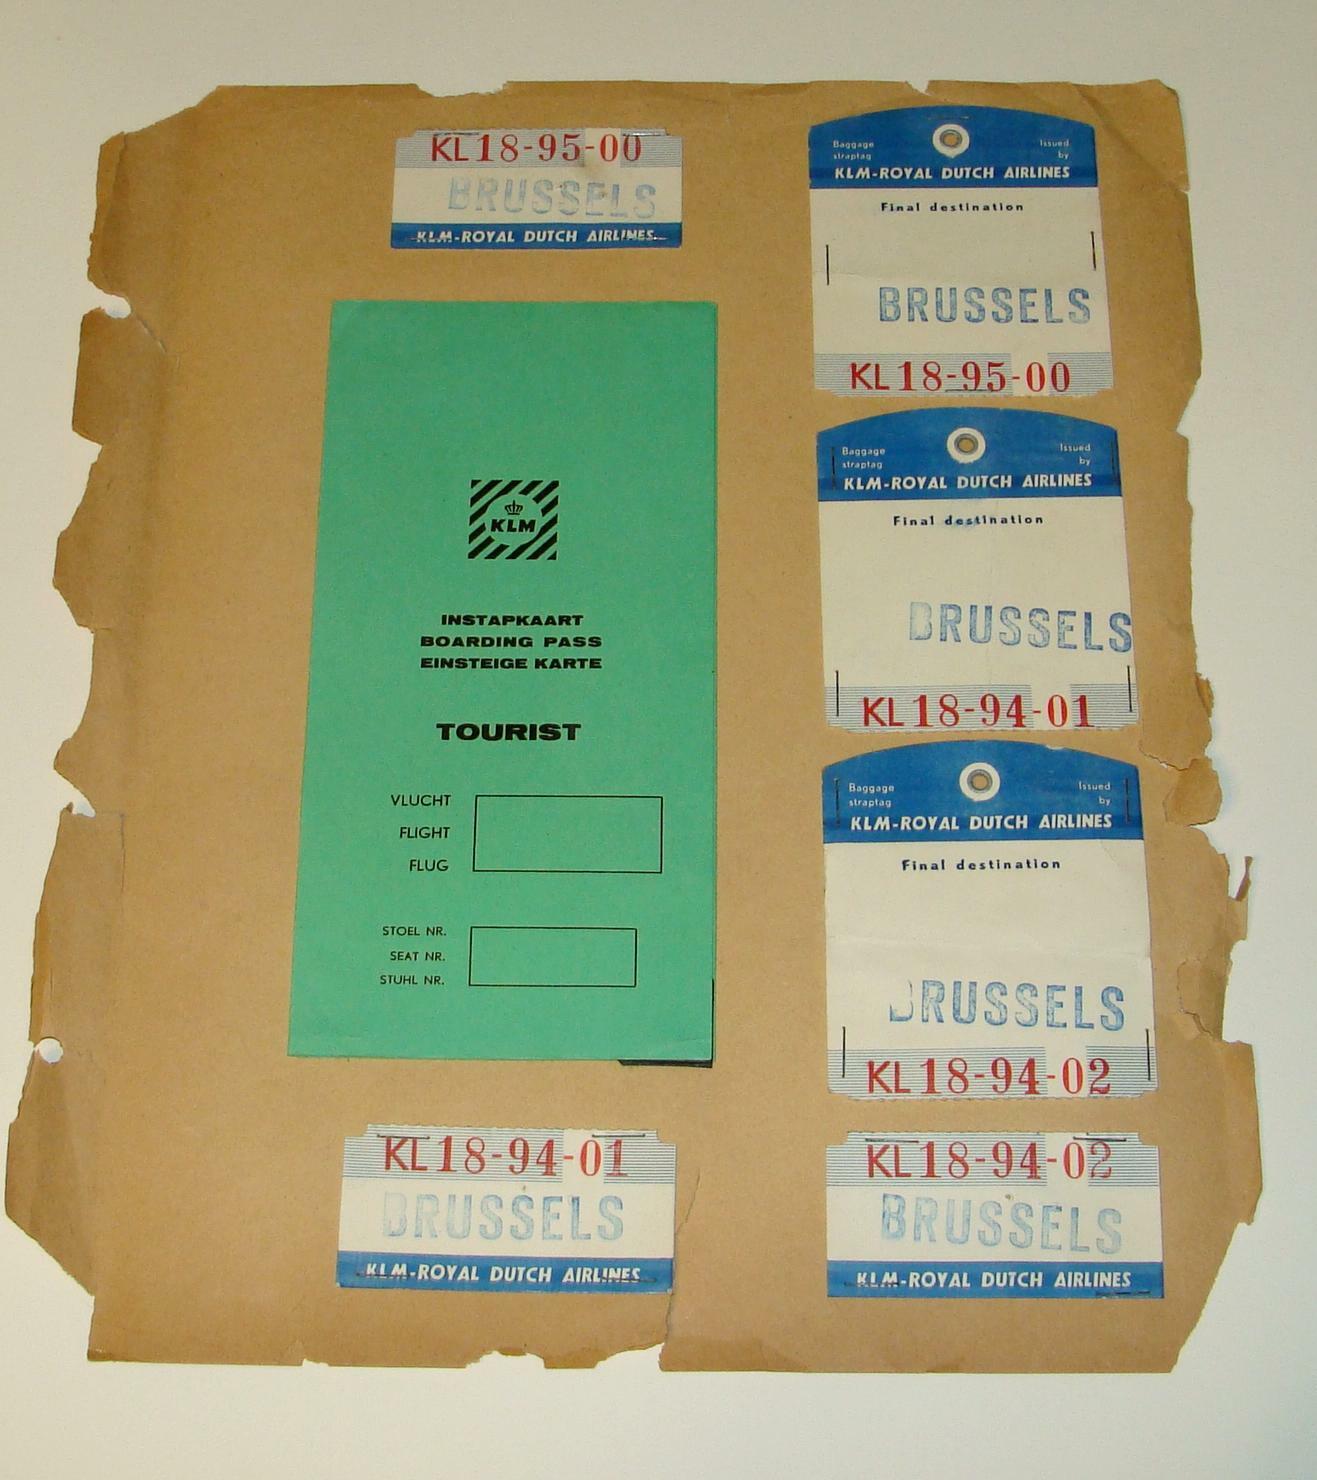 KL 18-95-00
BRUSSELS
KLM-ROYAL DUTCH AIRLINES
Baggage straptag
Issued by
KLM-ROYAL DUTCH AIRLINES
Final destination
BRUSSELS
KL 18-95-00
KLM
INSTAPKAART
BOARDING PASS
EINSTEIGE KARTE
TOURIST
VLUCHT
FLIGHT
FLUG
STOEL NR.
SEAT NR.
STUHL NR.
Baggage straptag
Issued by
KLM-ROYAL DUTCH AIRLINES
Final destination
BRUSSELS
KL 18-94-01
Baggage straptag
Issued by
KLM-ROYAL DUTCH AIRLINES
Final destination
BRUSSELS
KL 18-94-02
KL 18-94-01
BRUSSELS
KLM-ROYAL DUTCH AIRLINES
KL 18-94-02
BRUSSELS
KLM-ROYAL DUTCH AIRLINES